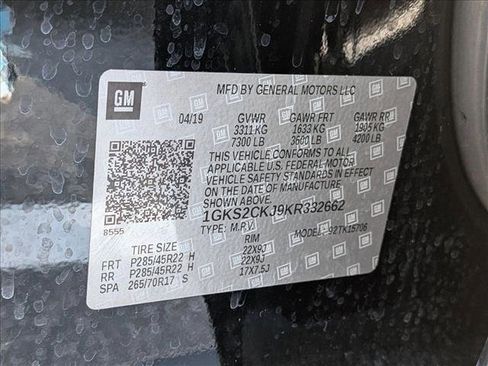 GM
MFD BY GENERAL MOTORS LLC
04/19 GVWR GAWR FRT GAWR RR
3311 KG 1633 KG 1905 KG
7300 LB 3600 LB 4200 LB
THIS VEHICLE CONFORMS TO ALL APPLICABLE
U.S. FEDERAL MOTOR
VEHICLE SAFETY STANDARDS IN EFFECT
ON THE DATE OF MANUFACTURE
SHOWN ABOVE.
1GKS2CKJ9KR332662
8555 TYPE: M.P.V. MODEL: 92TK15706
TIRE SIZE RIM
FRT P285/45R22 H 22X9J
RR P285/45R22 H 22X9J
SPA 265/70R17 S 17X7.5J